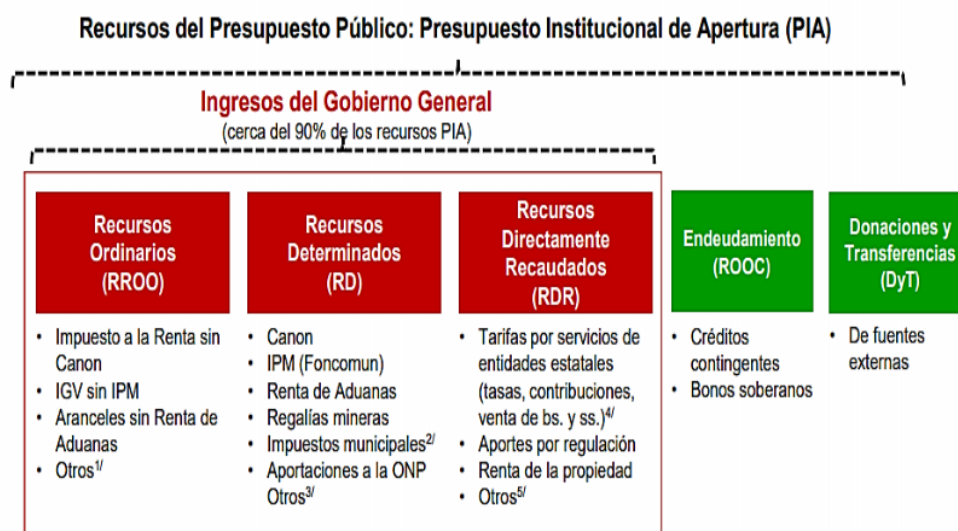 Recursos del Presupuesto Público: Presupuesto Institucional de Apertura (PIA)
Ingresos del Gobierno General
(cerca del 90% de los recursos PIA)
Recursos
Ordinarios
(RROO)
• Impuesto a la Renta sin
Canon
• IGV sin IPM
• Aranceles sin Renta de
Aduanas
• Otros1/
Recursos
Determinados
(RD)
• Canon
• IPM (Foncomun)
• Renta de Aduanas
• Regalías mineras
• Impuestos municipales2/
• Aportaciones a la ONP
Otros3/
Recursos
Directamente
Recaudados
(RDR)
• Tarifas por servicios de
entidades estatales
(tasas, contribuciones,
venta de bs. y ss.)4/
• Aportes por regulación
• Renta de la propiedad
• Otros5/
Endeudamiento
(ROOC)
• Créditos
contingentes
• Bonos soberanos
Donaciones y
Transferencias
(DyT)
• De fuentes
externas